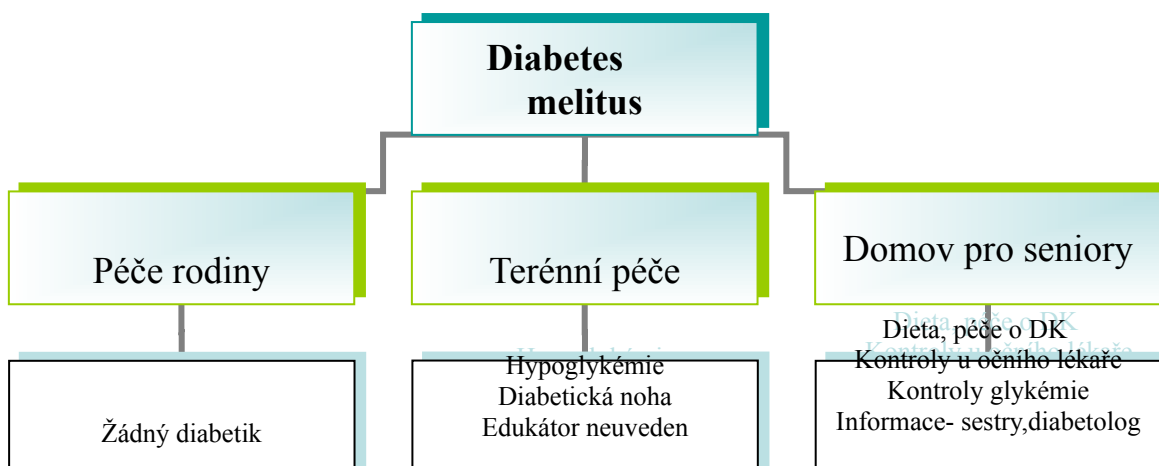 Diabetes
melitus
Péče rodiny
Terénní péče
Domov pro seniory
Žádný diabetik
Hypoglykémie
Diabetická noha
Edukátor neuveden
Dieta, péče o DK
Kontroly u očního lékaře
Kontroly glykémie
Informace- sestry,diabetolog